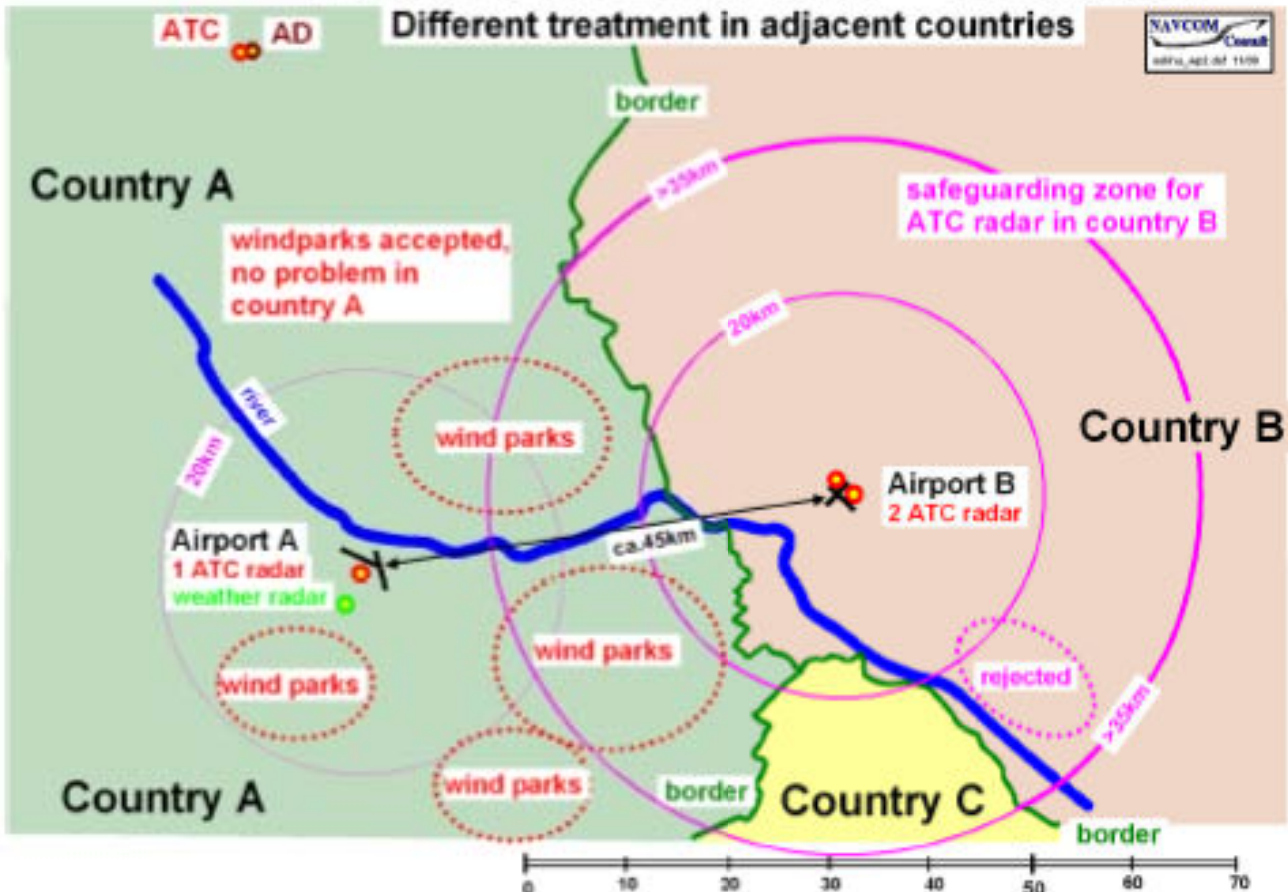 Different treatment in adjacent countries
NAVCOM
Consult
ATC AD
border
Country A
>35km
safeguarding zone for
ATC radar in country B
windparks accepted,
no problem in
country A
20km
river
wind parks
Country B
20km
Airport B
2 ATC radar
ca.45km
Airport A
1 ATC radar
weather radar
wind parks
rejected
wind parks
>35km
wind parks
border
Country A
Country C
border
0 10 20 30 40 50 60 70